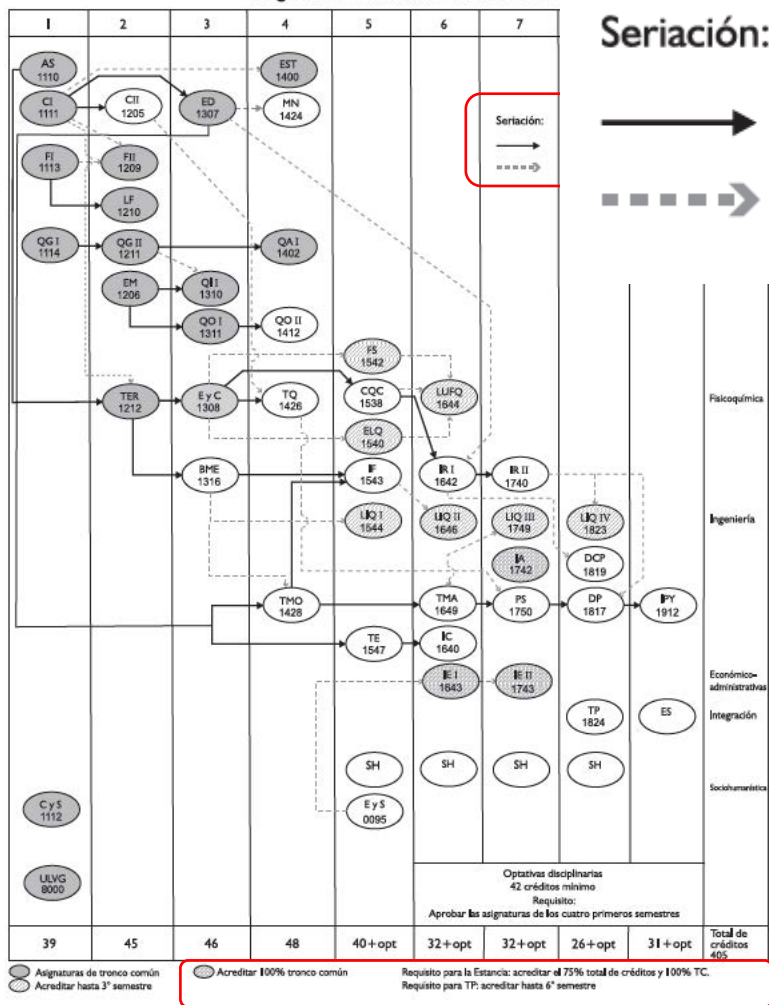 1 2 3 4 5 6 7
Seriación:
AS
1110
EST
1400
CI
1111
CII
1205
ED
1307
MN
1424
Seriación:
FI
1113
FII
1209
LF
1210
QG I
1114
QG II
1211
QA I
1402
EM
1206
QI I
1310
QO I
1311
QO II
1412
FS
1542
TER
1212
E y C
1308
TQ
1426
CQC
1538
LUFQ
1644
Fisicoquímica
ELQ
1540
BME
1316
IF
1543
IR I
1642
IR II
1740
LIQ I
1544
LIQ II
1646
LIQ III
1749
LIQ IV
1823
Ingeniería
IA
1742
DCP
1819
TMO
1428
TMA
1649
PS
1750
DP
1817
IPY
1912
TE
1547
IC
1640
IE I
1643
IE II
1743
Económico-
administrativas
TP
1824
ES
Integración
SH
SH
SH
SH
Sociohumanística
C y S
1112
E y S
0095
ULVG
8000
Optativas disciplinarias
42 créditos mínimo
Requisito:
Aprobar las asignaturas de los cuatro primeros semestres
39 45 46 48 40+opt 32+opt 32+opt 26+opt 31+opt
Total de
créditos
405
Asignaturas de tronco común
Acreditar hasta 3° semestre
Acreditar 100% tronco común
Requisito para la Estancia: acreditar el 75% total de créditos y 100% TC.
Requisito para TP: acreditar hasta 6° semestre